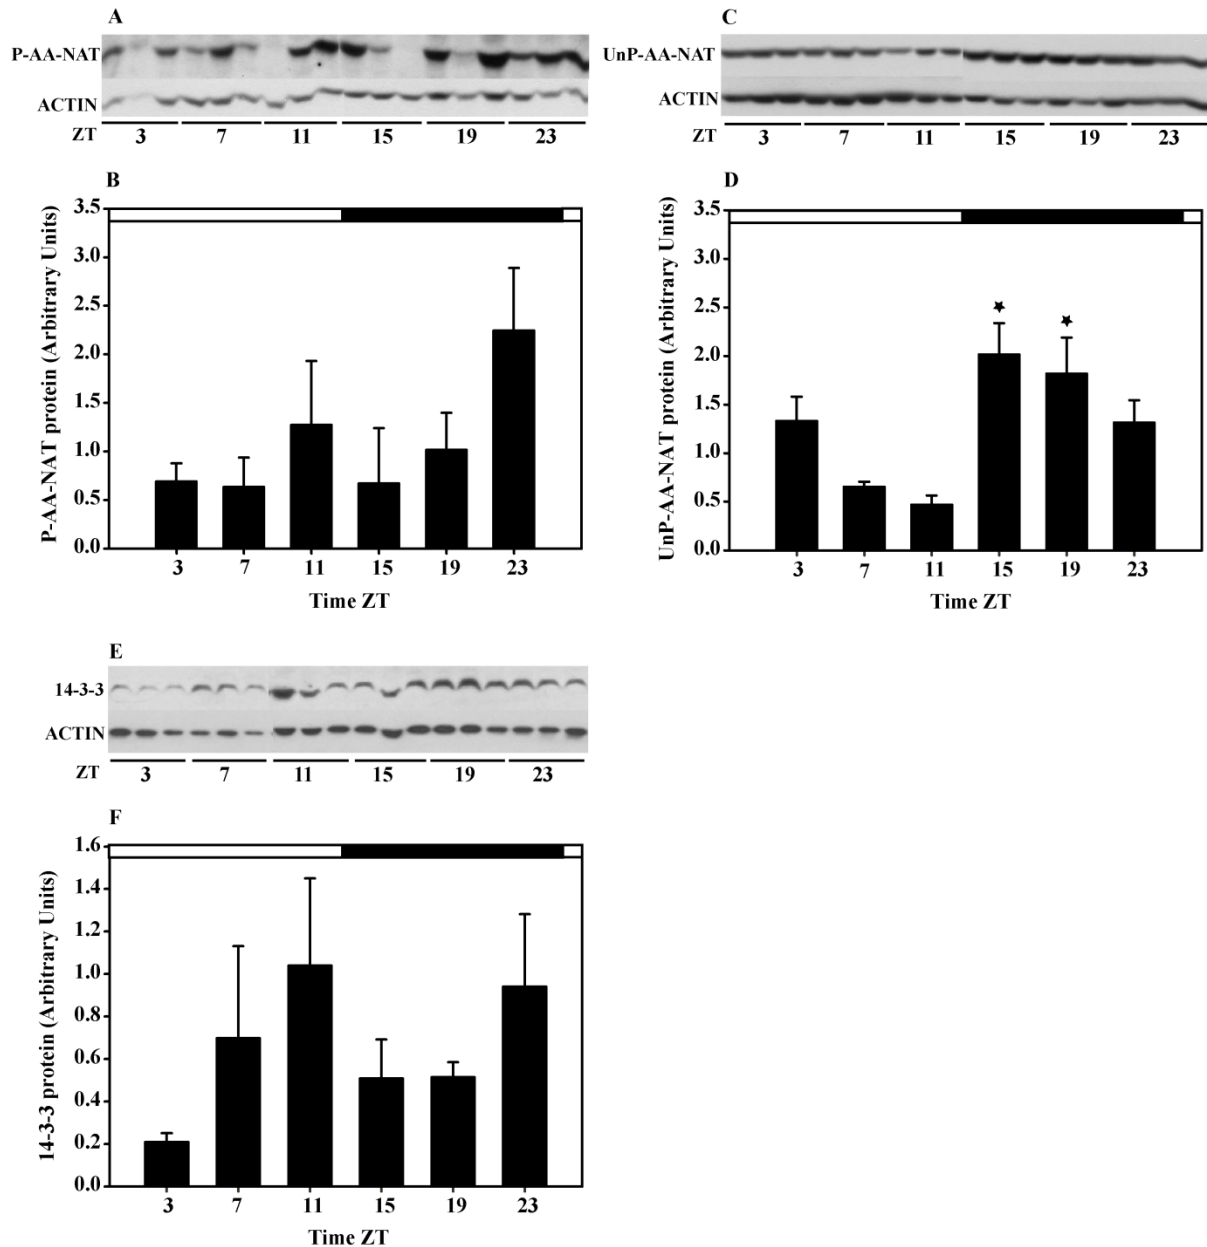 A
P-AA-NAT
ACTIN
ZT 3 7 11 15 19 23
B
P-AA-NAT protein (Arbitrary Units)
3.5
3.0
2.5
2.0
1.5
1.0
0.5
0.0
3 7 11 15 19 23
Time ZT
C
UnP-AA-NAT
ACTIN
ZT 3 7 11 15 19 23
D
UnP-AA-NAT protein (Arbitrary Units)
3.5
3.0
2.5
2.0
1.5
1.0
0.5
0.0
3 7 11 15 19 23
Time ZT
E
14-3-3
ACTIN
ZT 3 7 11 15 19 23
F
14-3-3 protein (Arbitrary Units)
1.6
1.4
1.2
1.0
0.8
0.6
0.4
0.2
0.0
3 7 11 15 19 23
Time ZT